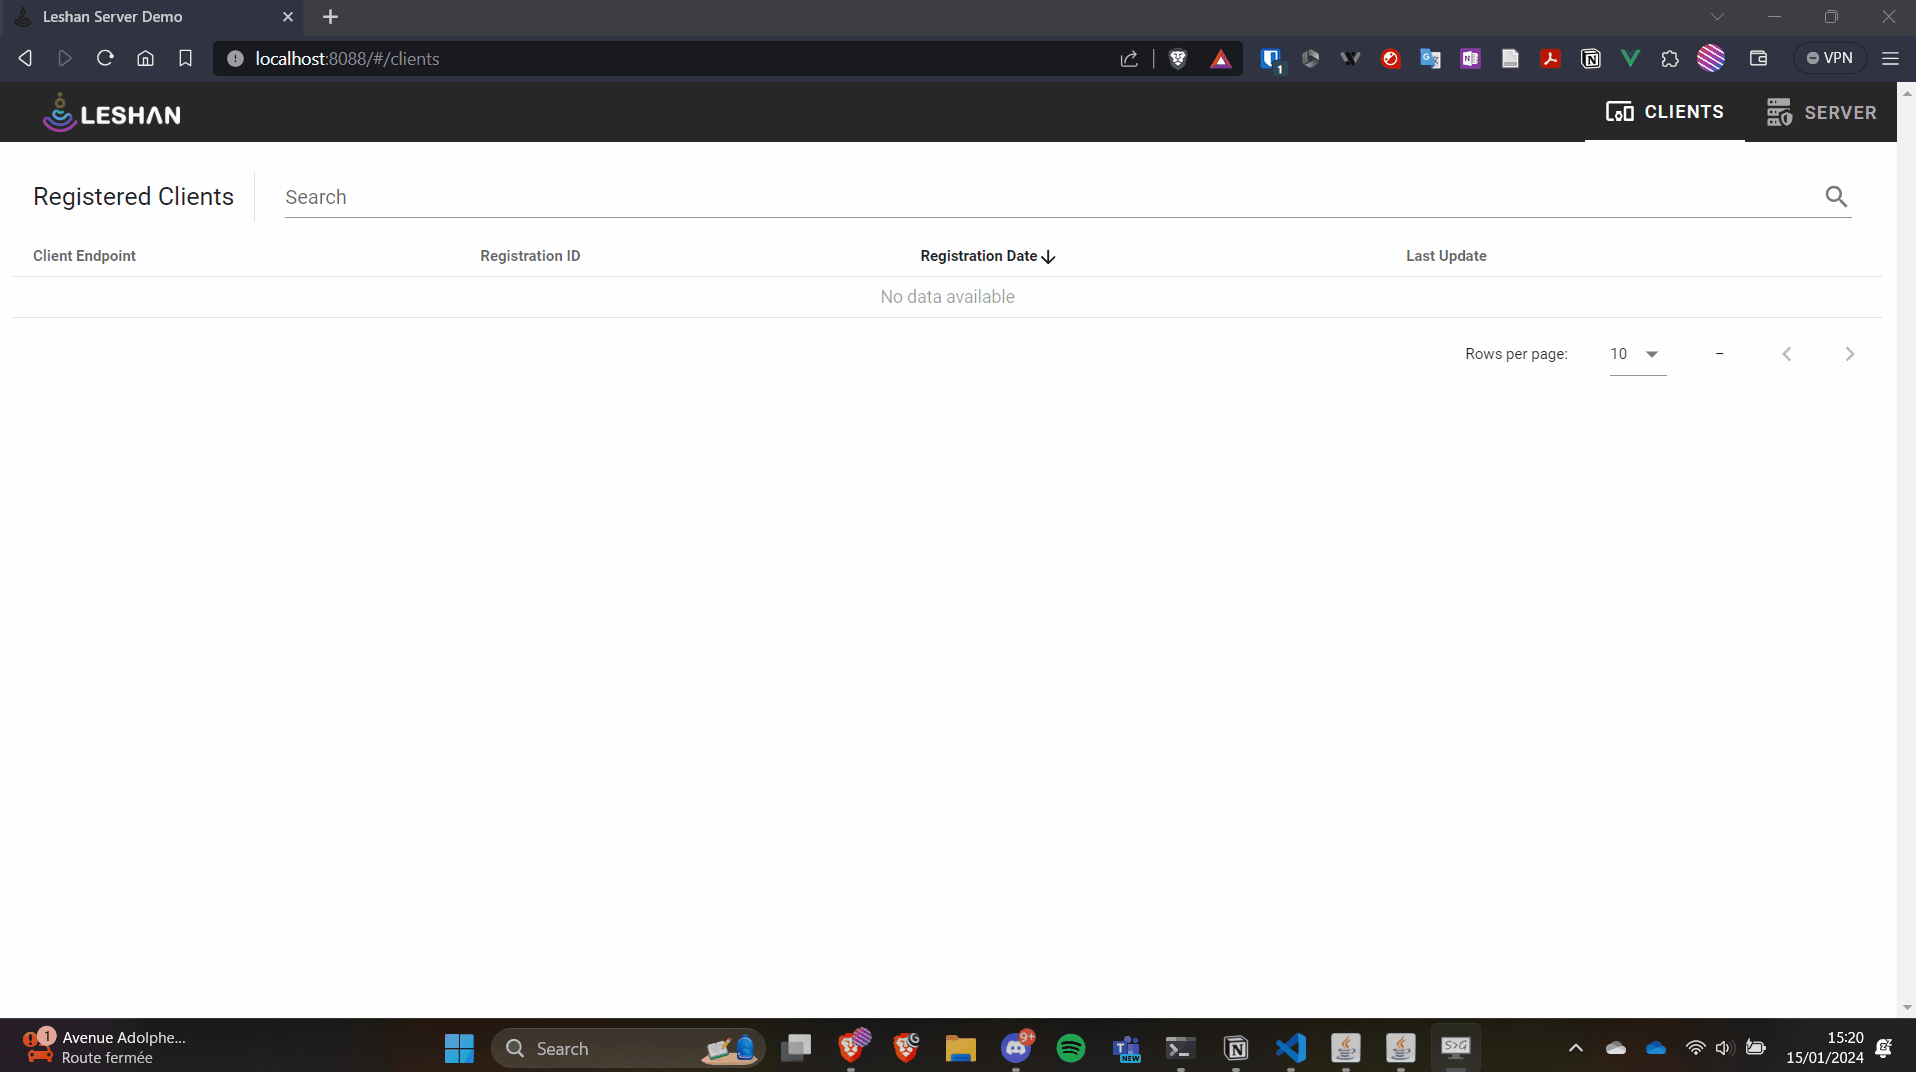 Leshan Server Demo
localhost:8088/#/clients
1
VPN
LESHAN
CLIENTS
SERVER
Registered Clients
Search
Client Endpoint
Registration ID
Registration Date
Last Update
No data available
Rows per page:
10
–
1
Avenue Adolphe...
Route fermée
Search
9+
NEW
S>G
15:20
15/01/2024